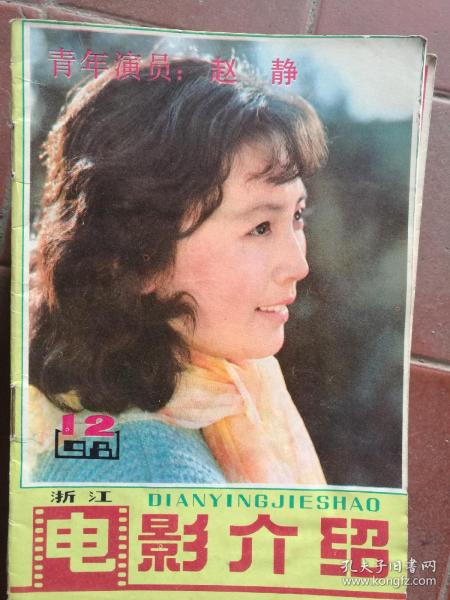 青年演员：赵 静
12
1981
浙江
DIANYINGJIESHAO
电影介绍
孔夫子旧书网
www.kongfz.com